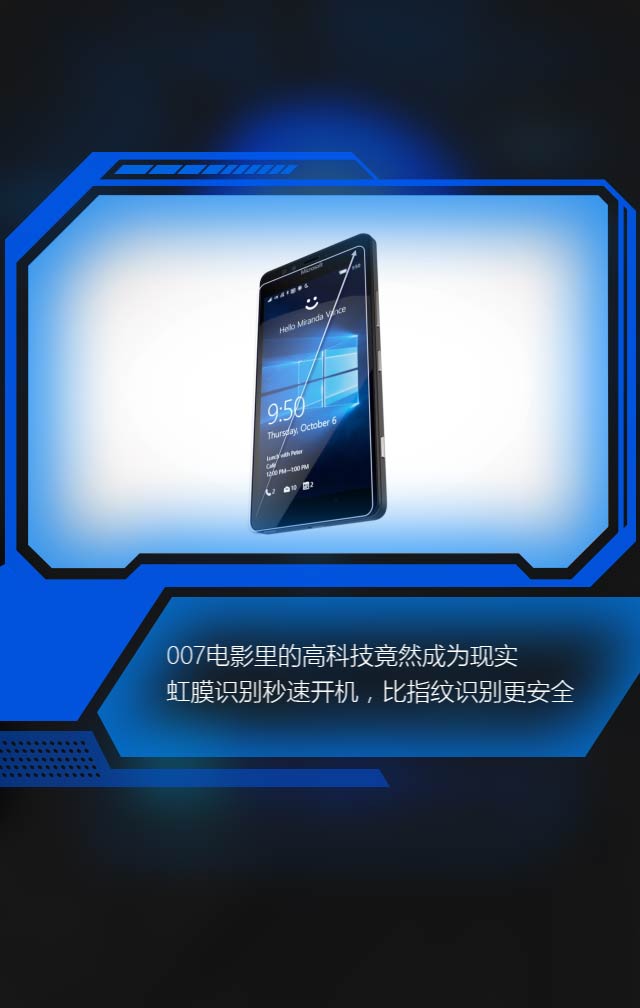 Microsoft
9:50
Hello Miranda Vance
9:50
Thursday, October 6
Lunch with Peter
Cafe
12:00 PM—1:00 PM
2
10
2
007电影里的高科技竟然成为现实
虹膜识别秒速开机，比指纹识别更安全